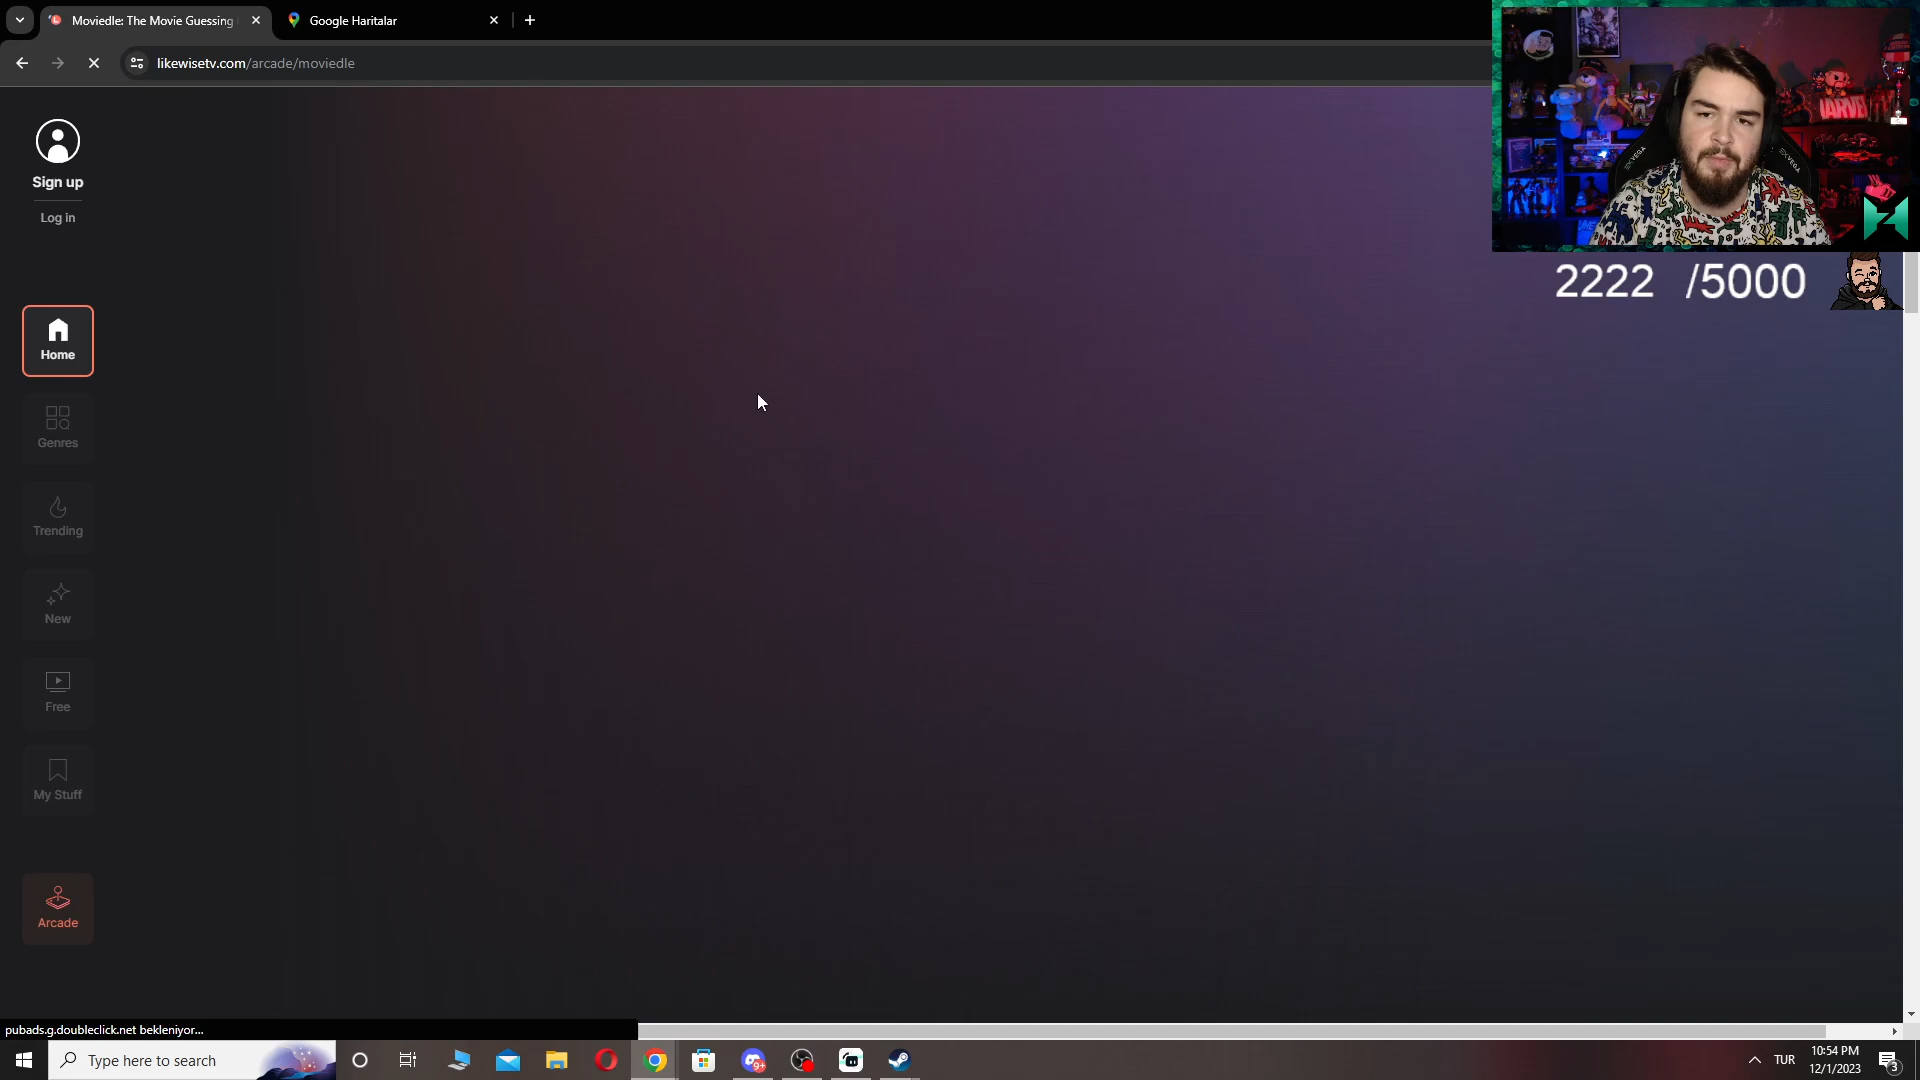 Moviedle: The Movie Guessing
Google Haritalar
likewisetv.com/arcade/moviedle
Sign up
Log in
2222 /5000
Home
Genres
Trending
New
Free
My Stuff
Arcade
pubads.g.doubleclick.net bekleniyor...
Type here to search
9+
TUR
10:54 PM
12/1/2023
3